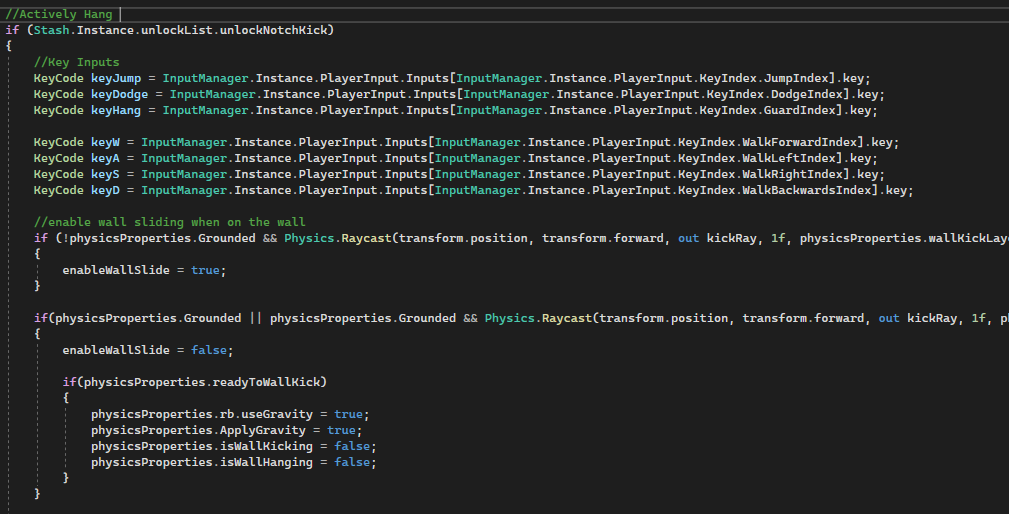 //Actively Hang
if (Stash.Instance.unlockList.unlockNotchKick)
{
//Key Inputs
KeyCode keyJump = InputManager.Instance.PlayerInput.Inputs[InputManager.Instance.PlayerInput.KeyIndex.JumpIndex].key;
KeyCode keyDodge = InputManager.Instance.PlayerInput.Inputs[InputManager.Instance.PlayerInput.KeyIndex.DodgeIndex].key;
KeyCode keyHang = InputManager.Instance.PlayerInput.Inputs[InputManager.Instance.PlayerInput.KeyIndex.GuardIndex].key;
KeyCode keyW = InputManager.Instance.PlayerInput.Inputs[InputManager.Instance.PlayerInput.KeyIndex.WalkForwardIndex].key;
KeyCode keyA = InputManager.Instance.PlayerInput.Inputs[InputManager.Instance.PlayerInput.KeyIndex.WalkLeftIndex].key;
KeyCode keyS = InputManager.Instance.PlayerInput.Inputs[InputManager.Instance.PlayerInput.KeyIndex.WalkRightIndex].key;
KeyCode keyD = InputManager.Instance.PlayerInput.Inputs[InputManager.Instance.PlayerInput.KeyIndex.WalkBackwardsIndex].key;
//enable wall sliding when on the wall
if (!physicsProperties.Grounded && Physics.Raycast(transform.position, transform.forward, out kickRay, 1f, physicsProperties.wallKickLay
{
enableWallSlide = true;
}
if(physicsProperties.Grounded || physicsProperties.Grounded && Physics.Raycast(transform.position, transform.forward, out kickRay, 1f, p
{
enableWallSlide = false;
if(physicsProperties.readyToWallKick)
{
physicsProperties.rb.useGravity = true;
physicsProperties.ApplyGravity = true;
physicsProperties.isWallKicking = false;
physicsProperties.isWallHanging = false;
}
}